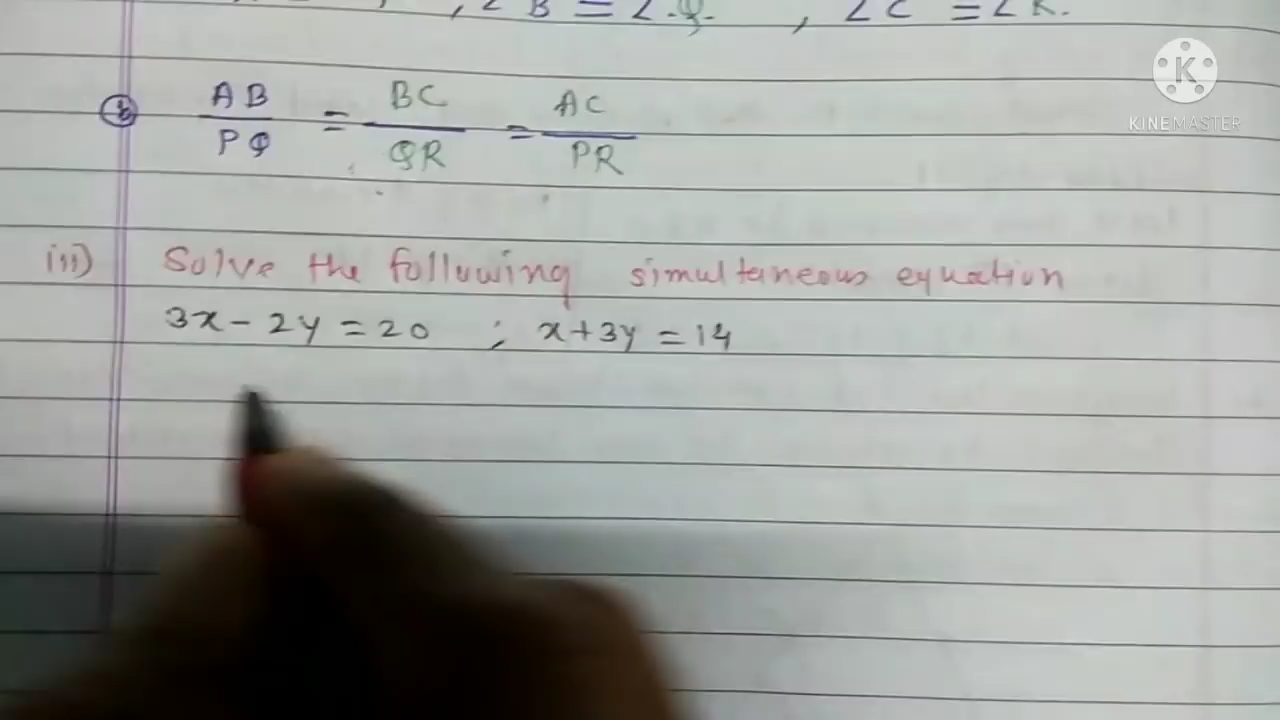 , ∠B = ∠Q. , ∠C = ∠R.
K
KINEMASTER
AB/PQ = BC/QR = AC/PR
iii) Solve the following simultaneous equation
3x - 2y = 20 ; x + 3y = 14